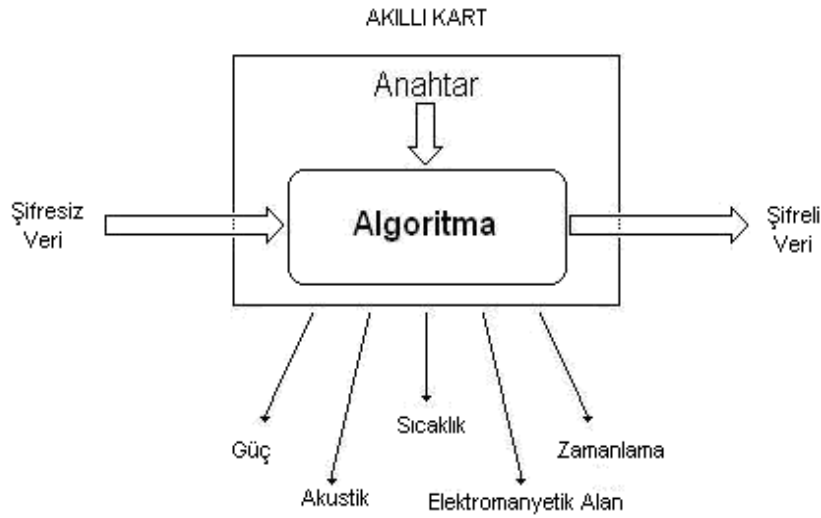 AKILLI KART
Anahtar
Şifresiz
Veri
Algoritma
Şifreli
Veri
Sıcaklık
Güç
Zamanlama
Akustik
Elektromanyetik Alan